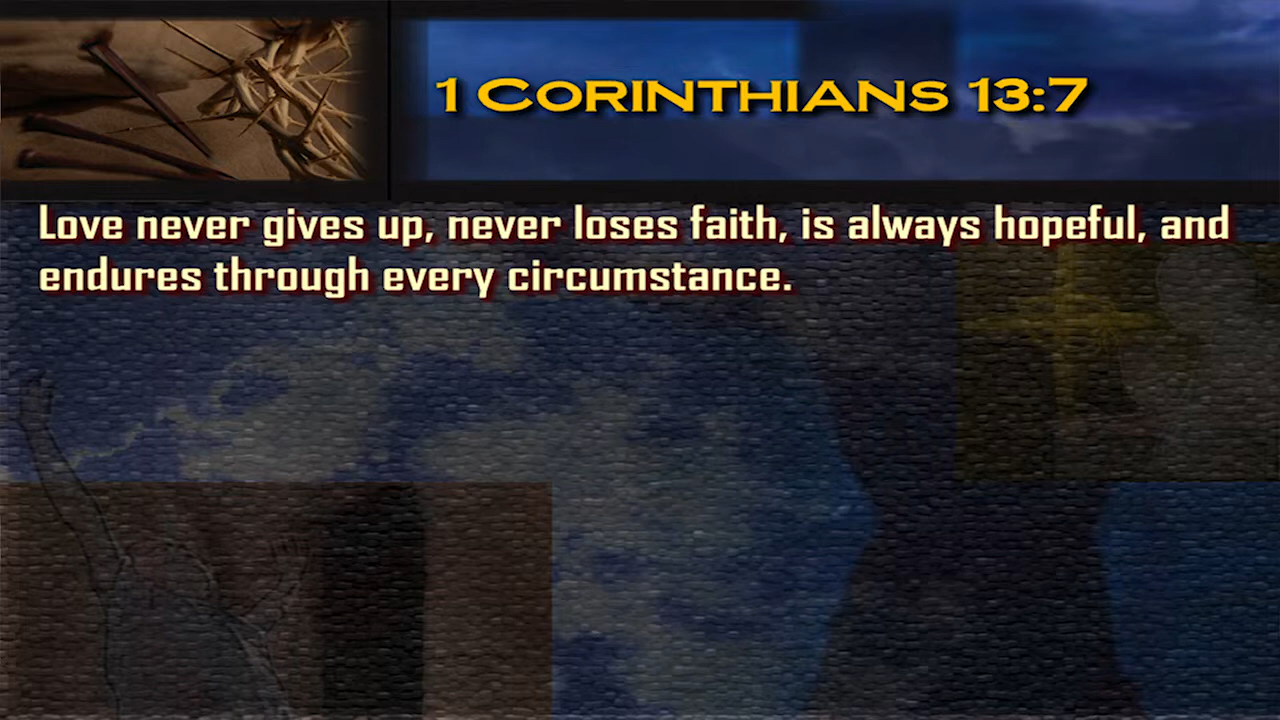 1 Corinthians 13:7
Love never gives up, never loses faith, is always hopeful, and
endures through every circumstance.